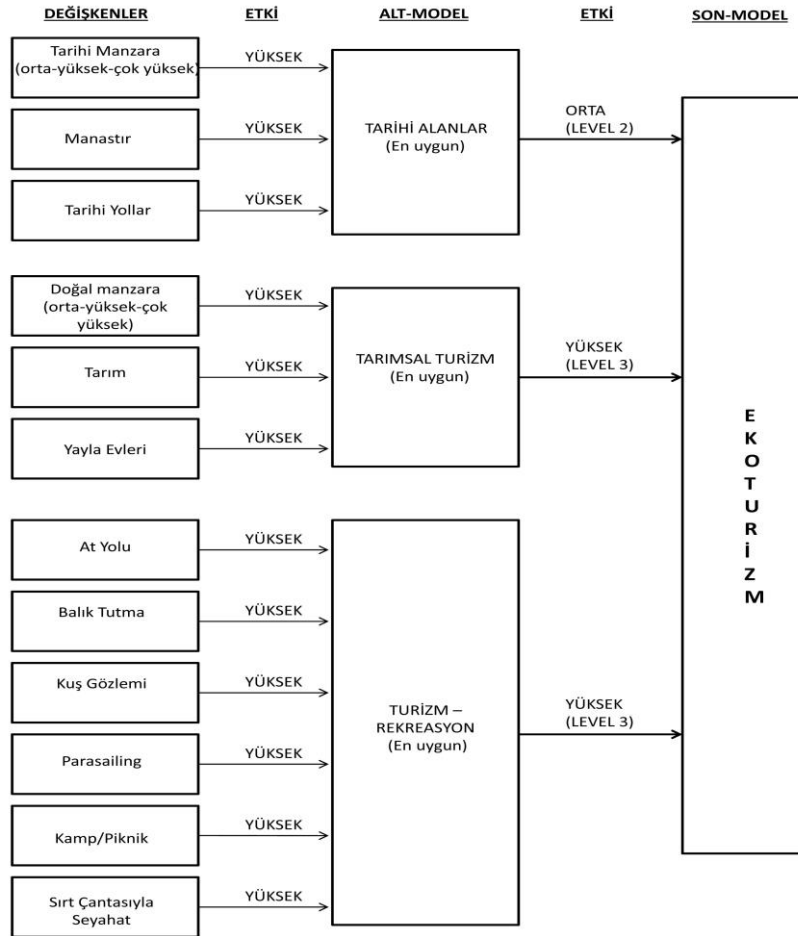 DEĞİŞKENLER ETKİ ALT-MODEL ETKİ SON-MODEL
Tarihi Manzara
(orta-yüksek-çok yüksek)
YÜKSEK
Manastır
YÜKSEK
Tarihi Yollar
YÜKSEK
TARİHİ ALANLAR
(En uygun)
ORTA
(LEVEL 2)
Doğal manzara
(orta-yüksek-çok
yüksek)
YÜKSEK
Tarım
YÜKSEK
Yayla Evleri
YÜKSEK
TARIMSAL TURİZM
(En uygun)
YÜKSEK
(LEVEL 3)
At Yolu
YÜKSEK
Balık Tutma
YÜKSEK
Kuş Gözlemi
YÜKSEK
Parasailing
YÜKSEK
Kamp/Piknik
YÜKSEK
Sırt Çantasıyla
Seyahat
YÜKSEK
TURİZM –
REKREASYON
(En uygun)
YÜKSEK
(LEVEL 3)
E
K
O
T
U
R
İ
Z
M